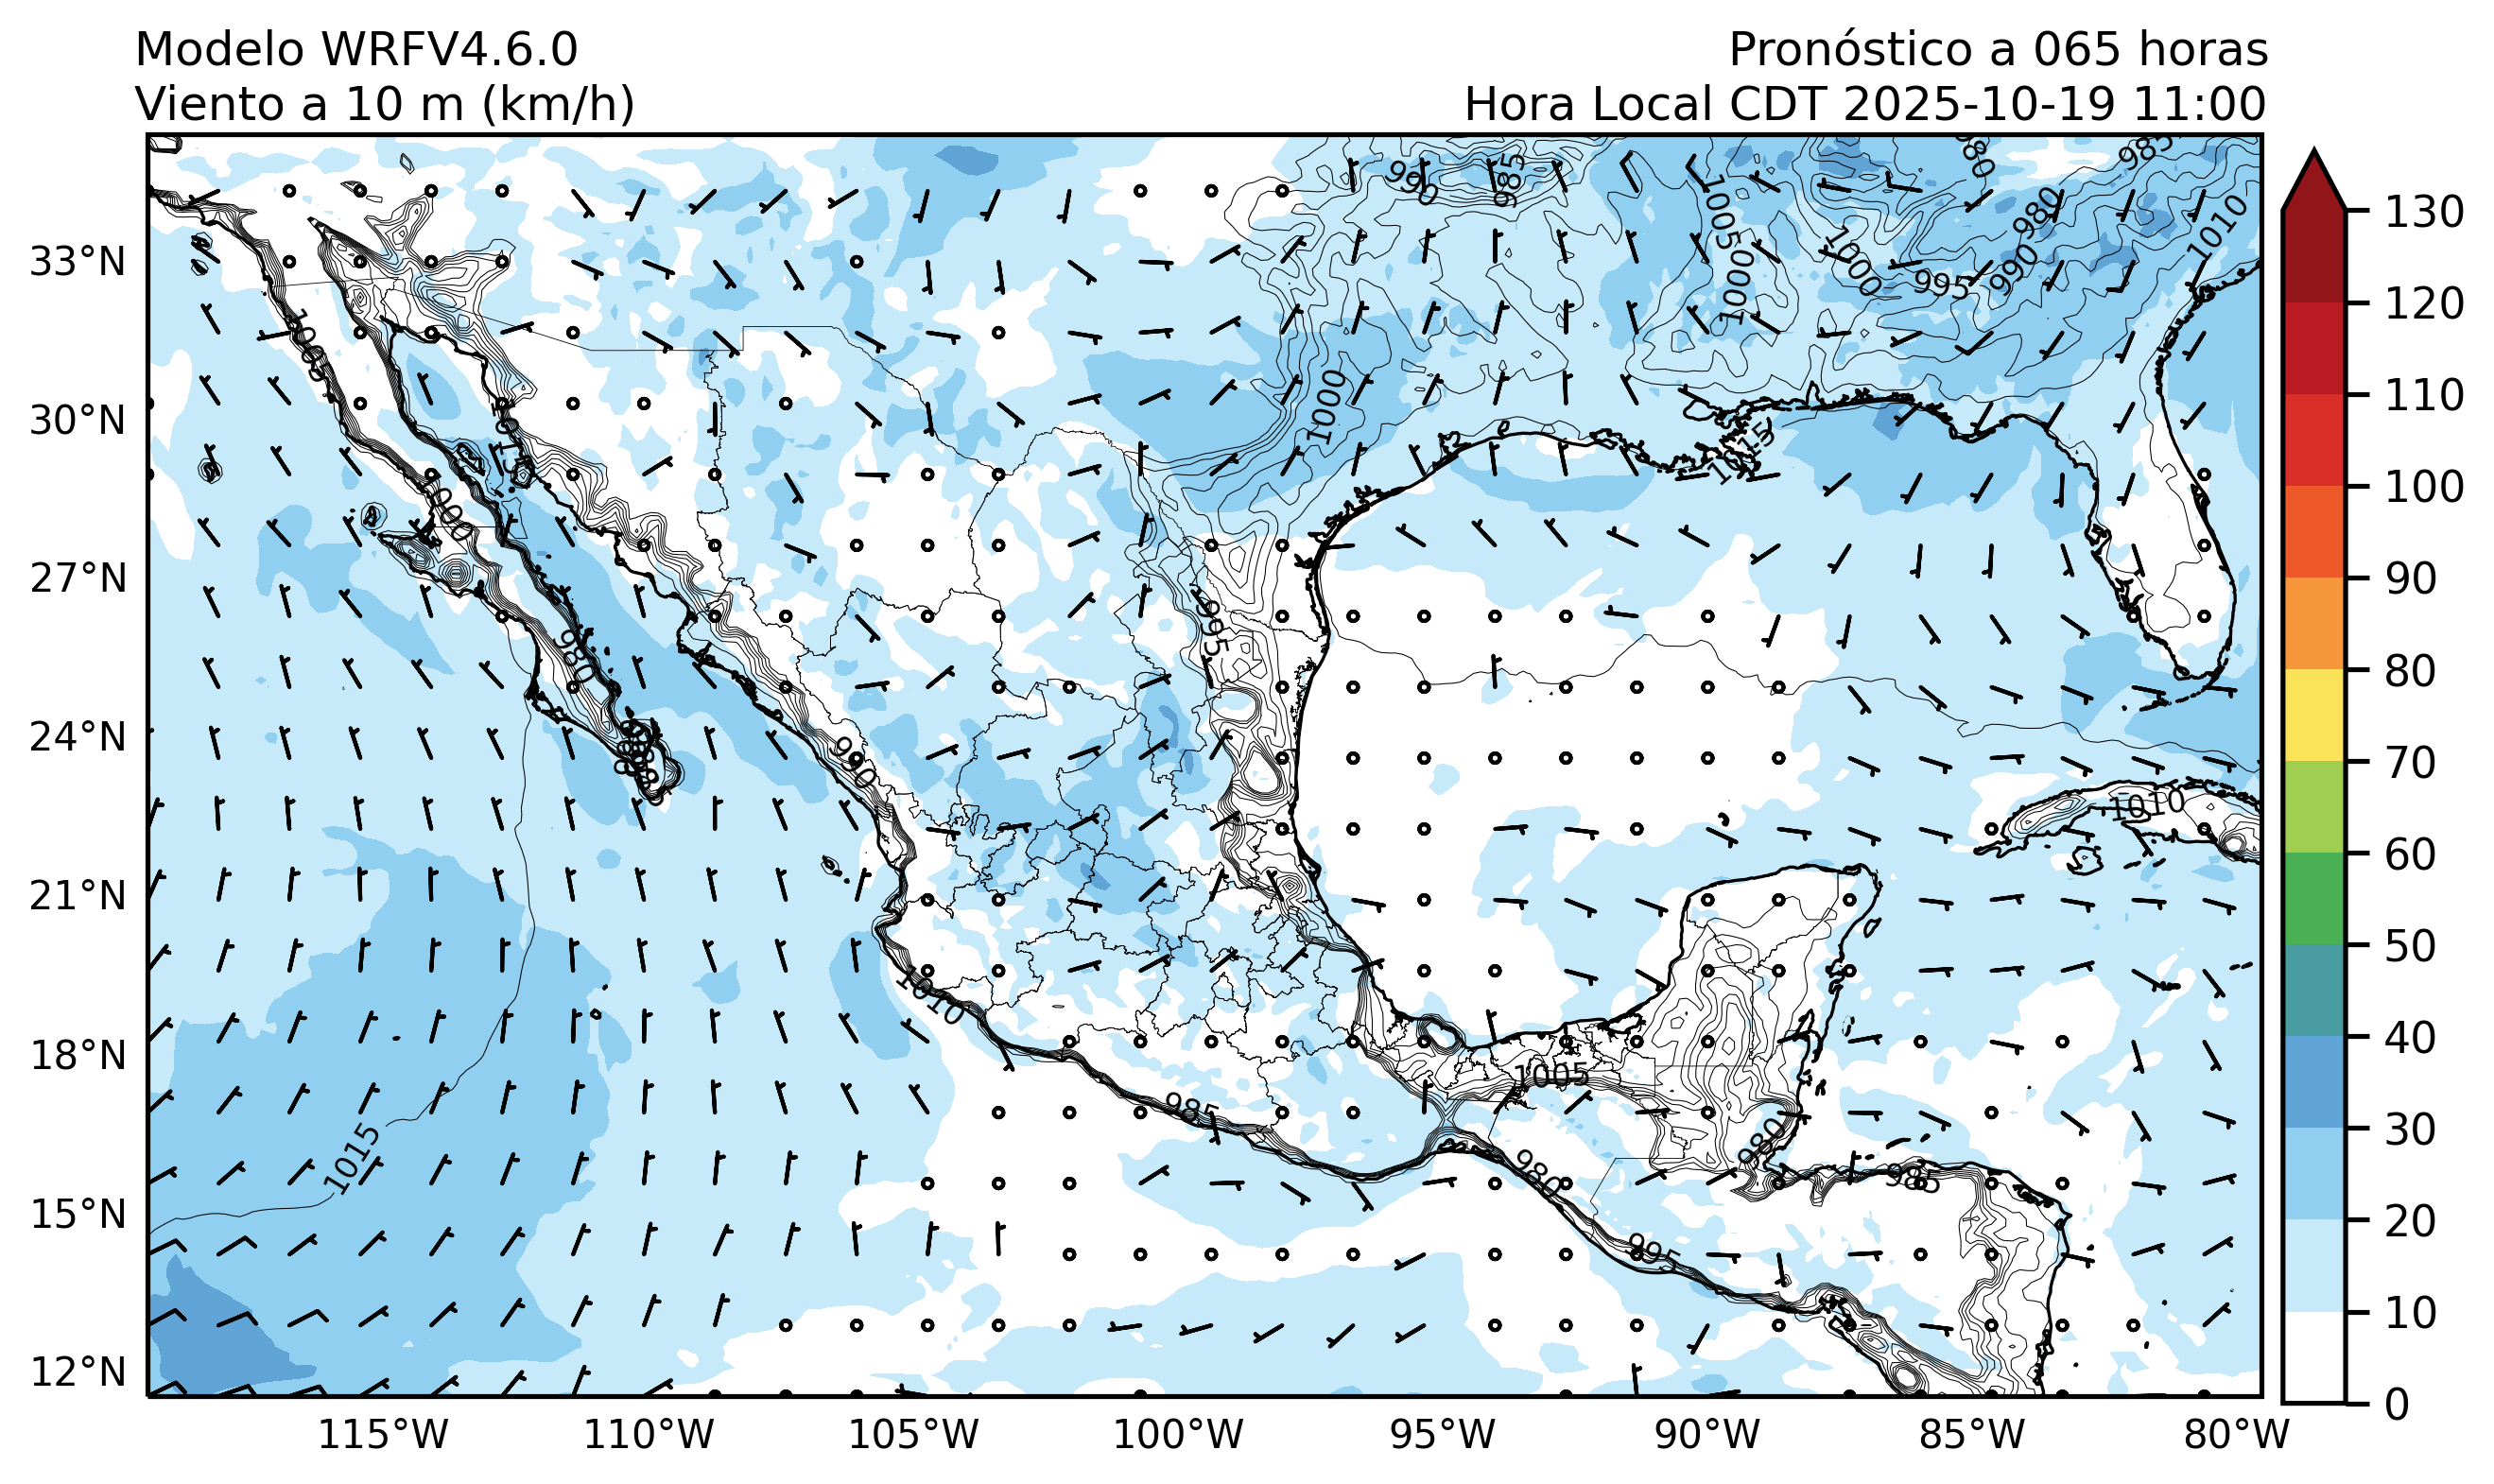 Modelo WRFV4.6.0
Pronóstico a 065 horas
Viento a 10 m (km/h)
Hora Local CDT 2025-10-19 11:00
33°N
30°N
27°N
24°N
21°N
18°N
15°N
12°N
115°W
110°W
105°W
100°W
95°W
90°W
85°W
80°W
130
120
110
100
90
80
70
60
50
40
30
20
10
0
990
985
1005
1000
1000
980
985
980
990
995
1010
1005
1015
1000
1000
1015
980
995
990
1010
1010
985
1005
980
980
985
995
1015